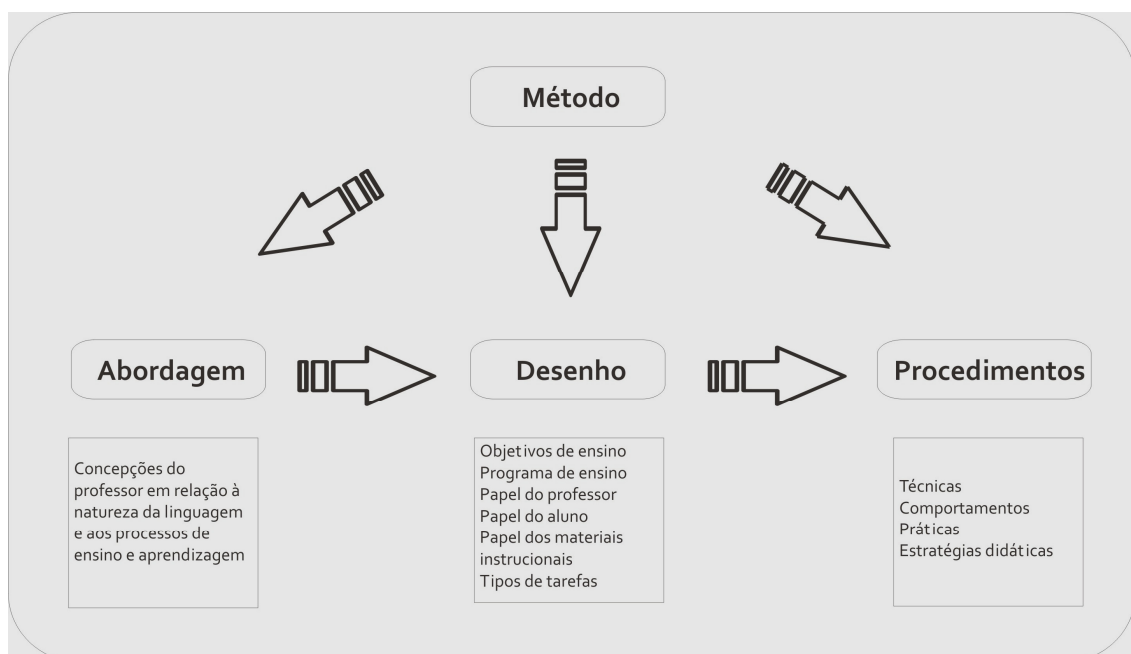 Método
Abordagem
Desenho
Procedimentos
Concepções do
professor em relação à
natureza da linguagem
e aos processos de
ensino e aprendizagem
Objetivos de ensino
Programa de ensino
Papel do professor
Papel do aluno
Papel dos materiais
instrucionais
Tipos de tarefas
Técnicas
Comportamentos
Práticas
Estratégias didáticas